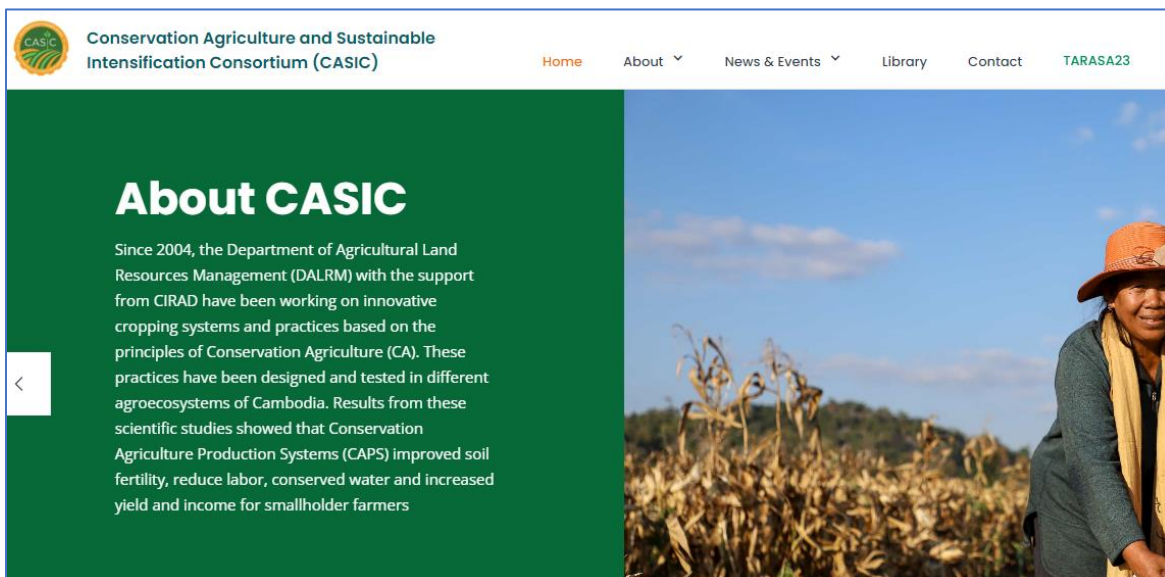 CASIC
Conservation Agriculture and Sustainable
Intensification Consortium (CASIC)
Home
About
News & Events
Library
Contact
TARASA23
About CASIC
Since 2004, the Department of Agricultural Land
Resources Management (DALRM) with the support
from CIRAD have been working on innovative
cropping systems and practices based on the
principles of Conservation Agriculture (CA). These
practices have been designed and tested in different
agroecosystems of Cambodia. Results from these
scientific studies showed that Conservation
Agriculture Production Systems (CAPS) improved soil
fertility, reduce labor, conserved water and increased
yield and income for smallholder farmers